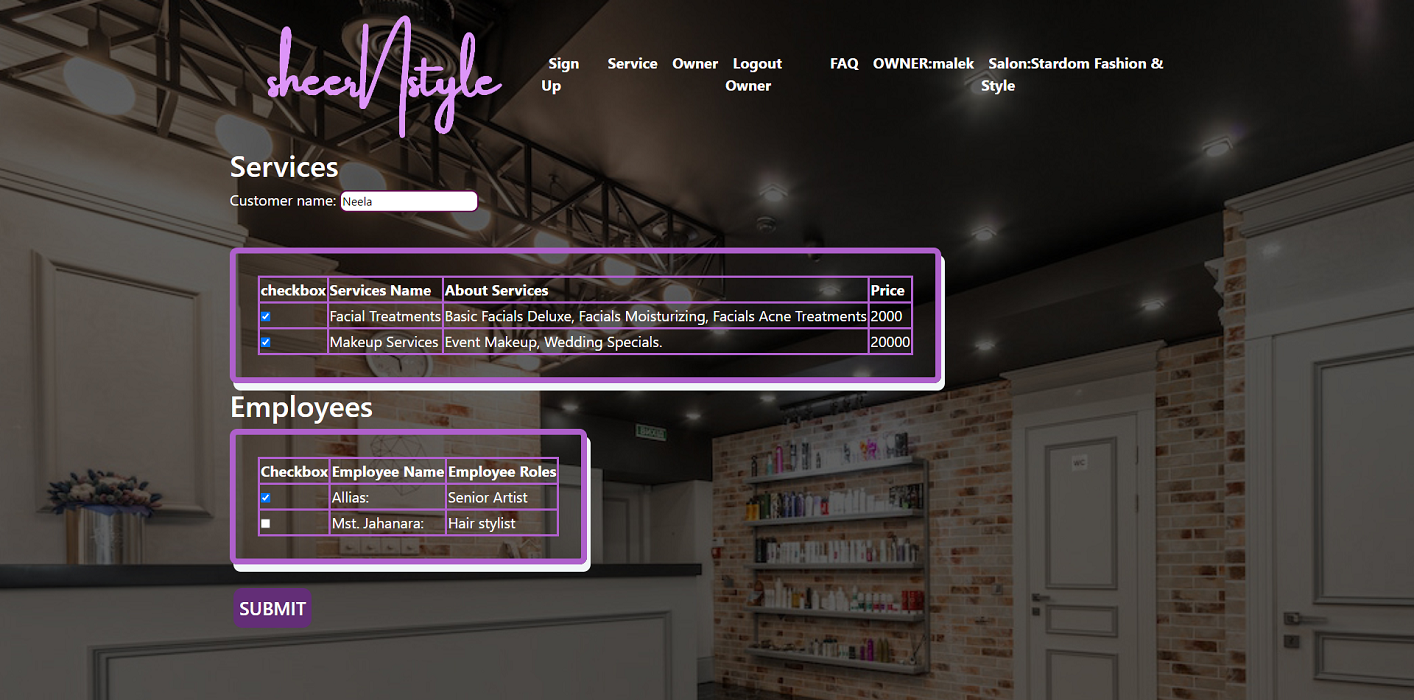 sheerNstyle
Sign Up Service Owner Logout Owner FAQ OWNER:malek Salon:Stardom Fashion & Style
Services
Customer name: Neela
checkbox Services Name About Services Price
Facial Treatments Basic Facials Deluxe, Facials Moisturizing, Facials Acne Treatments 2000
Makeup Services Event Makeup, Wedding Specials. 20000
Employees
Checkbox Employee Name Employee Roles
Allias: Senior Artist
Mst. Jahanara: Hair stylist
SUBMIT
WC